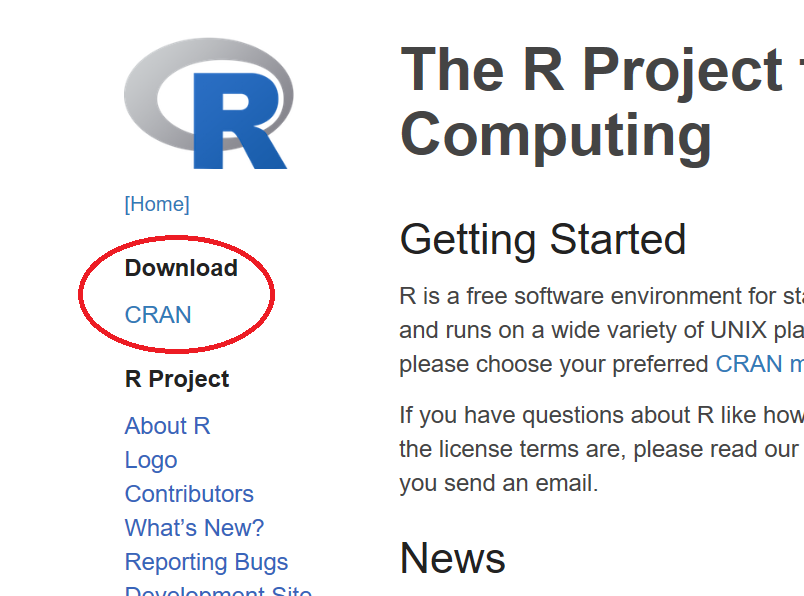 R
[Home]
Download
CRAN
R Project
About R
Logo
Contributors
What's New?
Reporting Bugs
Development Site
The R Project
Computing
Getting Started
R is a free software environment for
and runs on a wide variety of UNIX
please choose your preferred CRAN
If you have questions about R like how
the license terms are, please read our
you send an email.
News